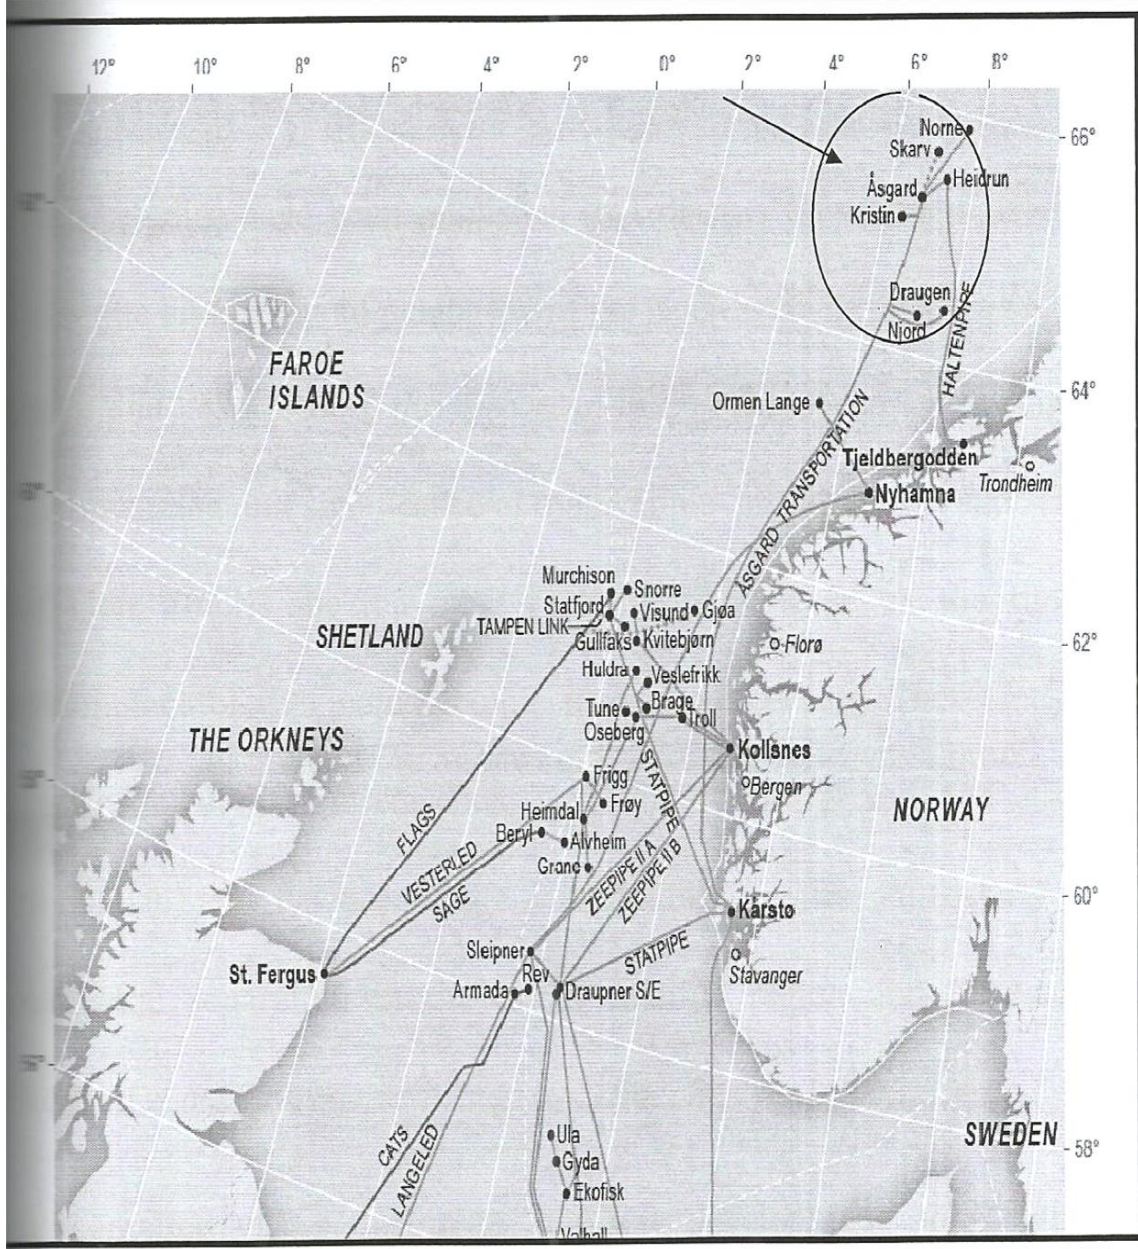 12° 10° 8° 6° 4° 2° 0° 2° 4° 6° 8°
66°
Norne
Skarv
Åsgard
Heidrun
Kristin
Draugen
Njord
HALTENPIPE
FAROE
ISLANDS
64°
Ormen Lange
ÅSGARD TRANSPORTATION
Tjeldbergodden
Trondheim
Nyhamna
Murchison
Snorre
Statfjord
Visund
Gjøa
TAMPEN LINK
Gullfaks
Kvitebjørn
SHETLAND
Florø
62°
Huldra
Veslefrikk
Brage
Tune
Oseberg
Troll
THE ORKNEYS
Kollsnes
STATPIPE
Frigg
Bergen
Frøy
NORWAY
Heimdal
Beryl
Alvheim
FLAGS
VESTERLED
SAGE
Grane
ZEEPIPE II A
ZEEPIPE II B
60°
Kårstø
Sleipner
STATPIPE
St. Fergus
Rev
Stavanger
Armada
Draupner S/E
SWEDEN
58°
Ula
CATS
LANGELED
Gyda
Ekofisk
Valhall